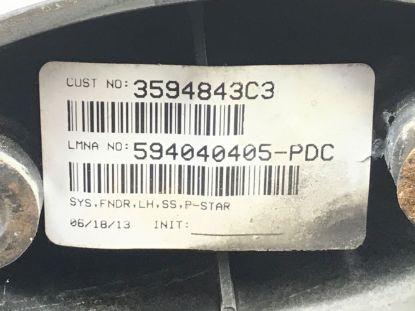 CUST NO: 3594843C3
LMNA NO: 594040405-PDC
SYS,FNDR,LH,SS,P-STAR
06/18/13 INIT: